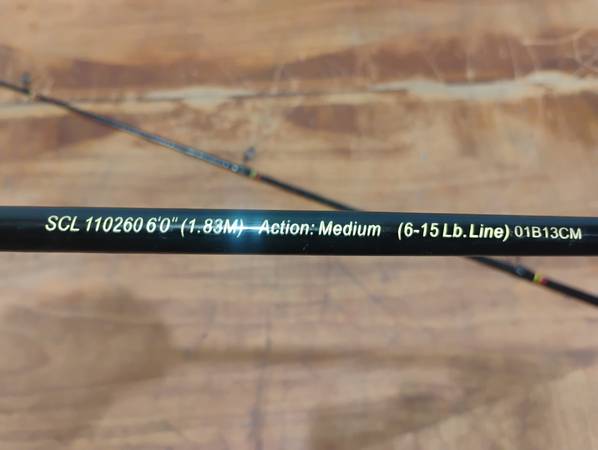 SCL 110260 6'0" (1.83M) Action: Medium (6-15 Lb.Line) 01B13CM